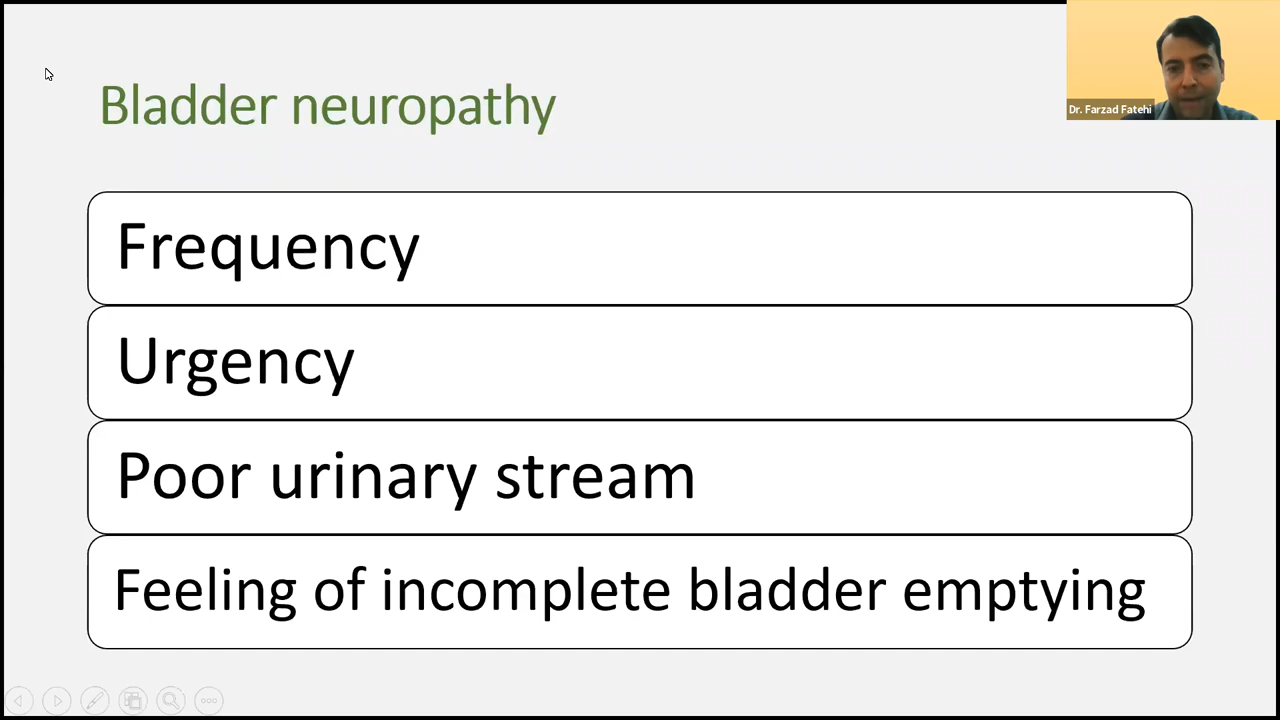 Bladder neuropathy
Dr. Farzad Fatehi
Frequency
Urgency
Poor urinary stream
Feeling of incomplete bladder emptying